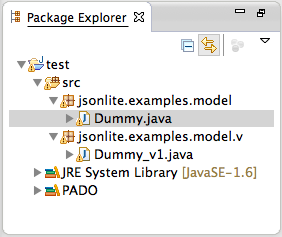 Package Explorer
test
src
jsonlite.examples.model
Dummy.java
jsonlite.examples.model.v
Dummy_v1.java
JRE System Library [JavaSE-1.6]
PADO